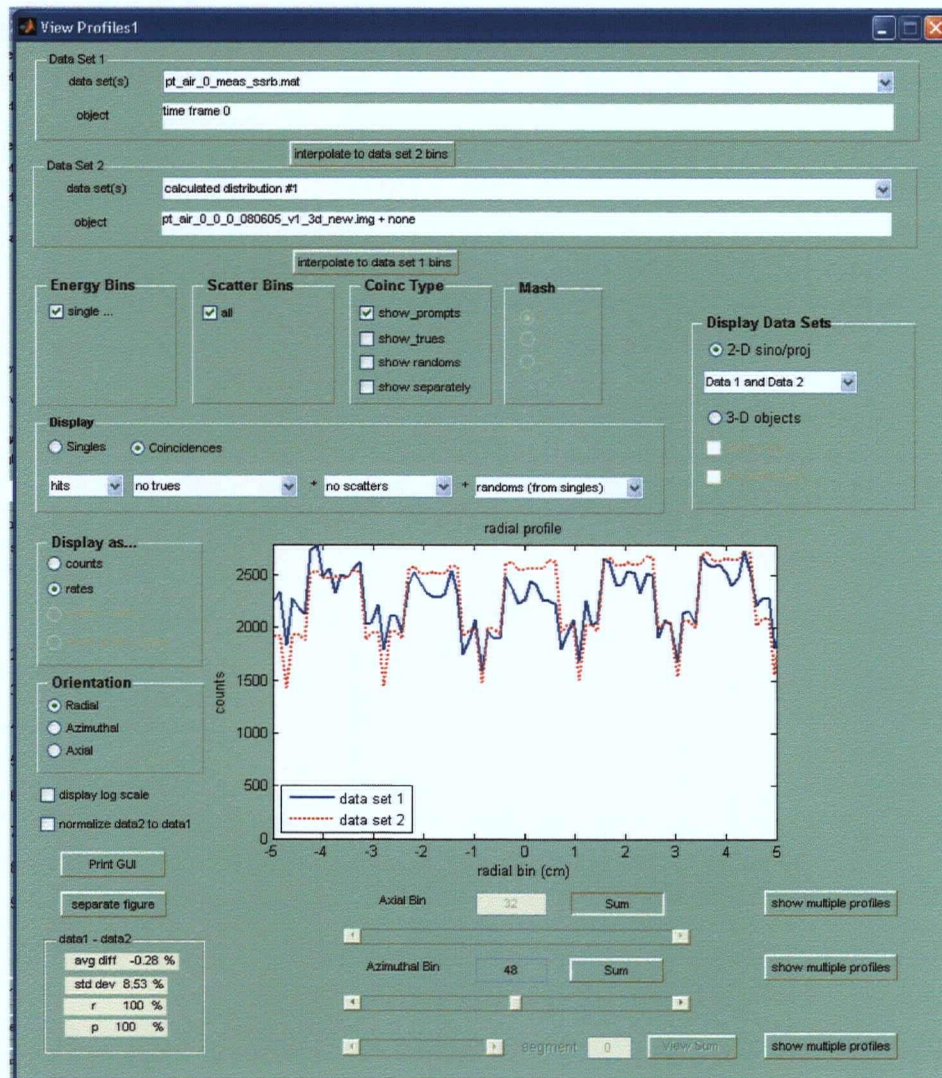 View Profiles1
Data Set 1
data set(s) pt_air_0_meas_ssrb.mat
object time frame 0
interpolate to data set 2 bins
Data Set 2
data set(s) calculated distribution #1
object pt_air_0_0_0_080605_v1_3d_new.img + none
interpolate to data set 1 bins
Energy Bins
single ...
Scatter Bins
all
Coinc Type
show_prompts
show_trues
show randoms
show separately
Mash
Display Data Sets
2-D sino/proj
Data 1 and Data 2
3-D objects
Display
Singles Coincidences
hits no trues + no scatters + randoms (from singles)
Display as...
counts
rates
Orientation
Radial
Azimuthal
Axial
display log scale
normalize data2 to data1
Print GUI
separate figure
data1 - data2
avg diff -0.28 %
std dev 8.53 %
r 100 %
p 100 %
radial profile
counts
2500
2000
1500
1000
500
0
data set 1
data set 2
-5 -4 -3 -2 -1 0 1 2 3 4 5
radial bin (cm)
Axial Bin 32 Sum show multiple profiles
Azimuthal Bin 48 Sum show multiple profiles
segment 0 View Sum show multiple profiles